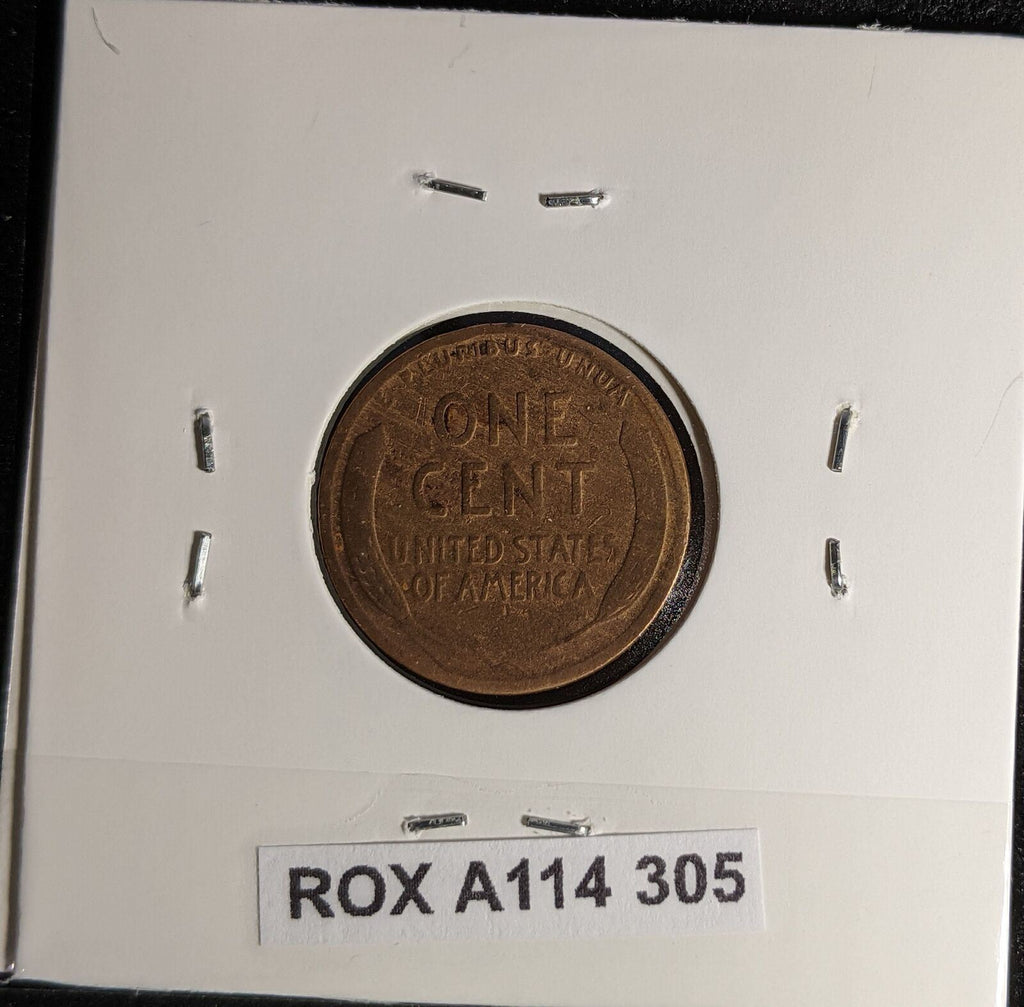 E·PLURIBUS·UNUM
ONE
CENT
UNITED STATES
·OF AMERICA·
ROX A114 305